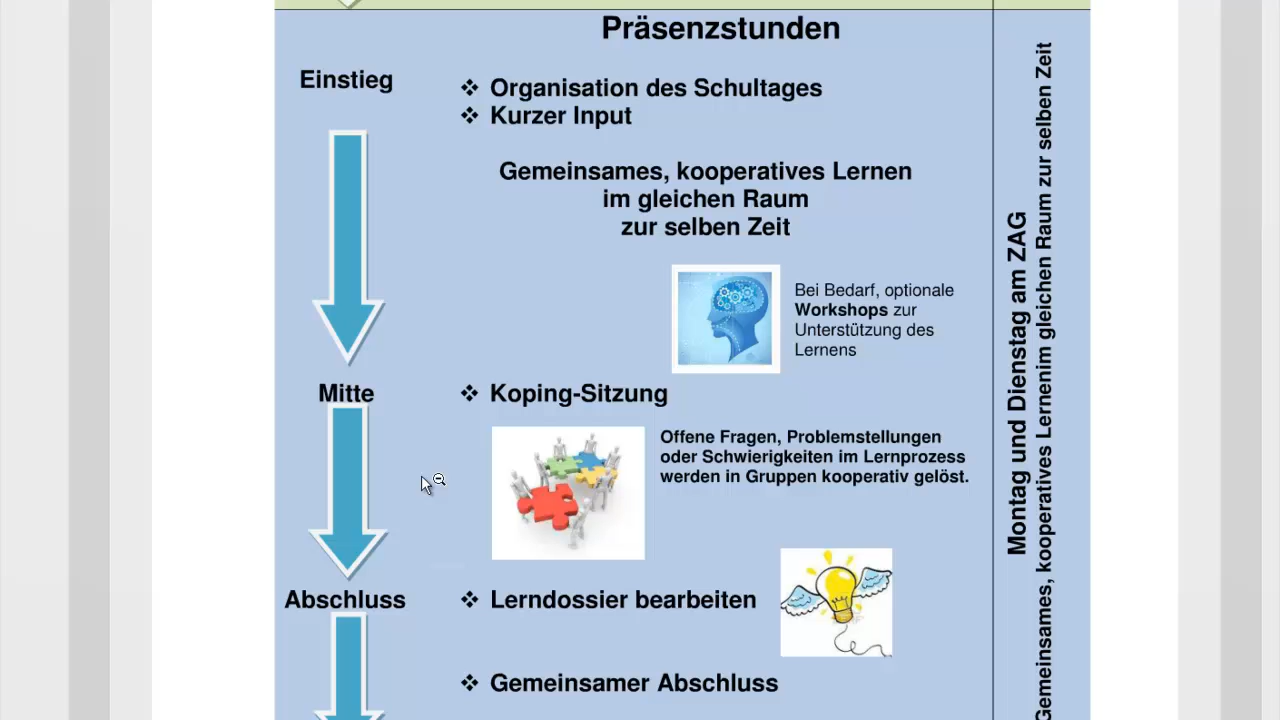 Präsenzstunden
Einstieg
❖ Organisation des Schultages
❖ Kurzer Input
Gemeinsames, kooperatives Lernen
im gleichen Raum
zur selben Zeit
Bei Bedarf, optionale
Workshops zur
Unterstützung des
Lernens
Mitte
❖ Koping-Sitzung
Offene Fragen, Problemstellungen
oder Schwierigkeiten im Lernprozess
werden in Gruppen kooperativ gelöst.
Abschluss
❖ Lerndossier bearbeiten
❖ Gemeinsamer Abschluss
Montag und Dienstag am ZAG
Gemeinsames, kooperatives Lernenim gleichen Raum zur selben Zeit